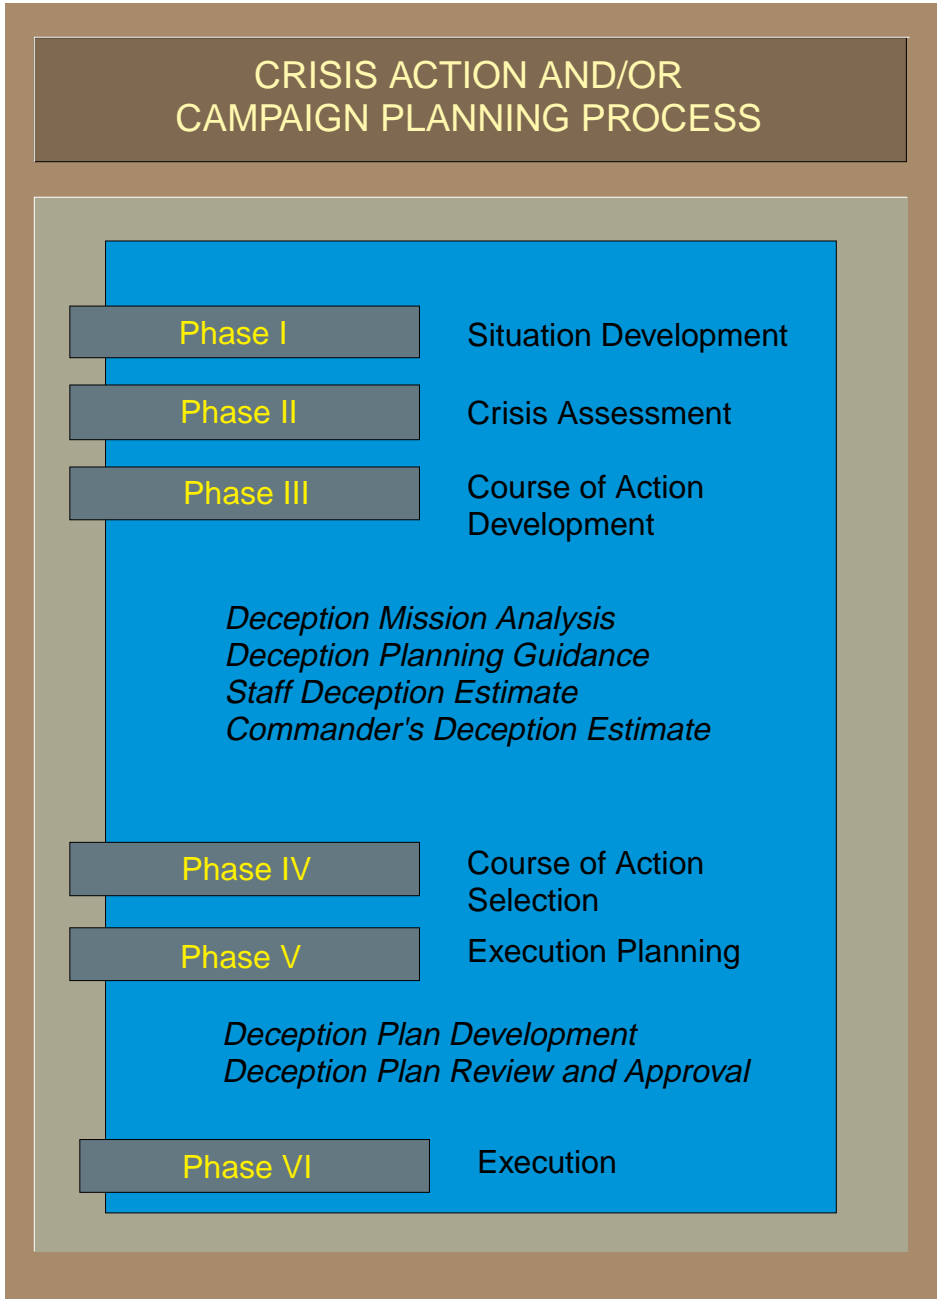 CRISIS ACTION AND/OR
CAMPAIGN PLANNING PROCESS
Phase I
Situation Development
Phase II
Crisis Assessment
Phase III
Course of Action
Development
Deception Mission Analysis
Deception Planning Guidance
Staff Deception Estimate
Commander's Deception Estimate
Phase IV
Course of Action
Selection
Phase V
Execution Planning
Deception Plan Development
Deception Plan Review and Approval
Phase VI
Execution